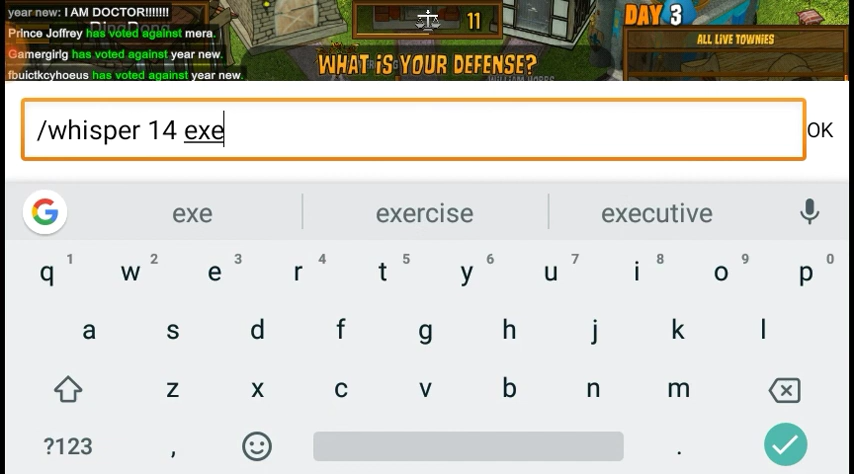 year new: I AM DOCTOR!!!!!!!
Prince Joffrey has voted against mera.
Gamergirlg has voted against year new.
fbuictkcyhoeus has voted against year new.
11
WHAT IS YOUR DEFENSE?
DAY 3
ALL LIVE TOWNIES
/whisper 14 exe
OK
exe exercise executive
q 1 w 2 e 3 r 4 t 5 y 6 u 7 i 8 o 9 p 0
a s d f g h j k l
z x c v b n m
?123 , .